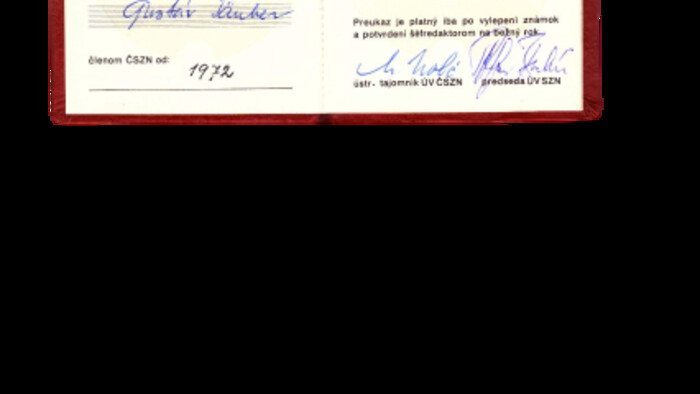 Gustáv Täuber
členom ČSZN od: 1972
Preukaz je platný iba po vylepení známok
a potvrdení šéfredaktorom na bežný rok
ústr. tajomník ÚV ČSZN predseda ÚV SZN